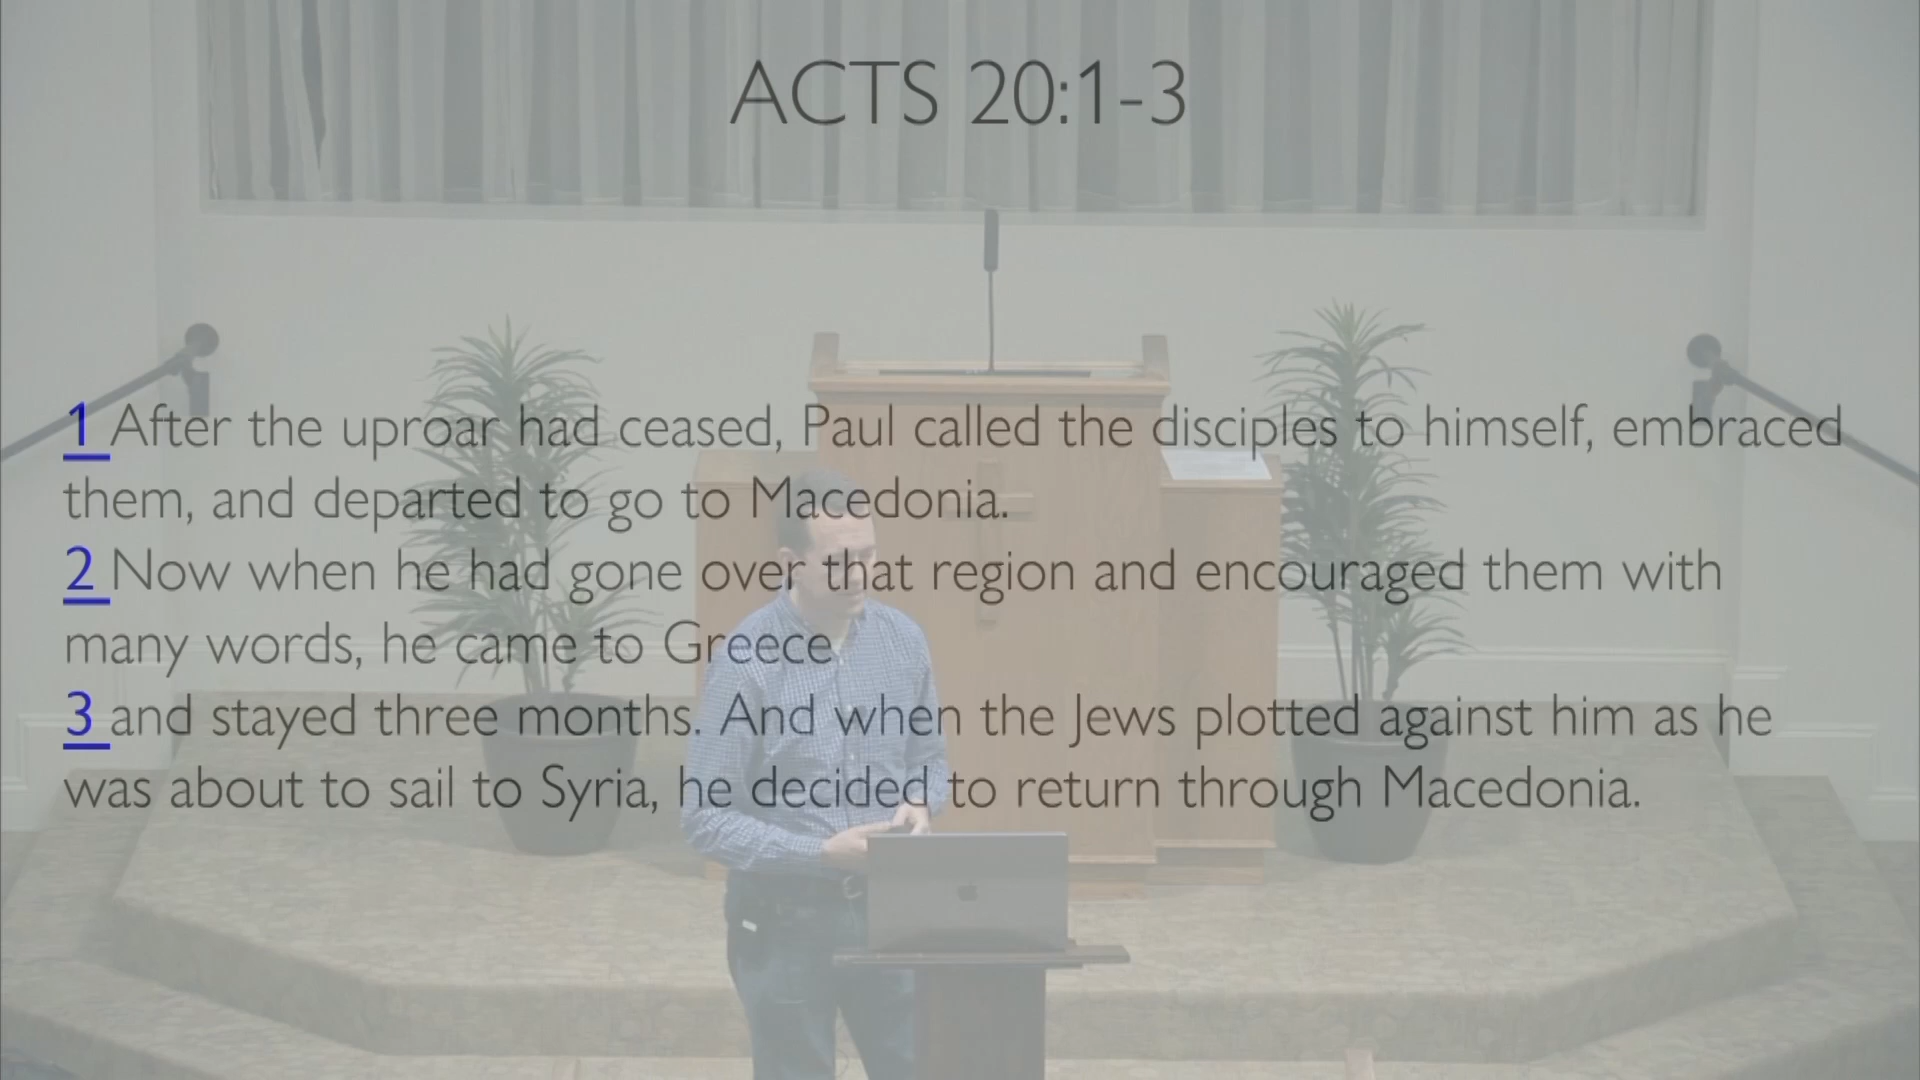 ACTS 20:1-3
1 After the uproar had ceased, Paul called the disciples to himself, embraced
them, and departed to go to Macedonia.
2 Now when he had gone over that region and encouraged them with
many words, he came to Greece
3 and stayed three months. And when the Jews plotted against him as he
was about to sail to Syria, he decided to return through Macedonia.